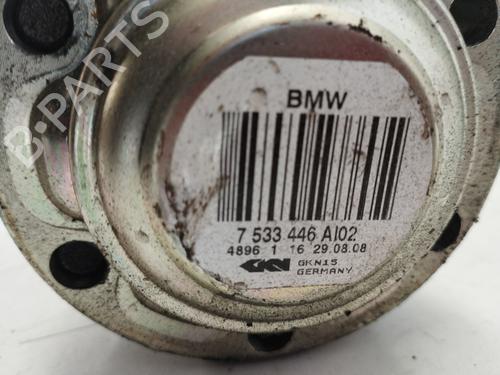 BMW
7 533 446 AI02
4896 1 16 29.08.08
GKN GKN15
GERMANY
B-PARTS